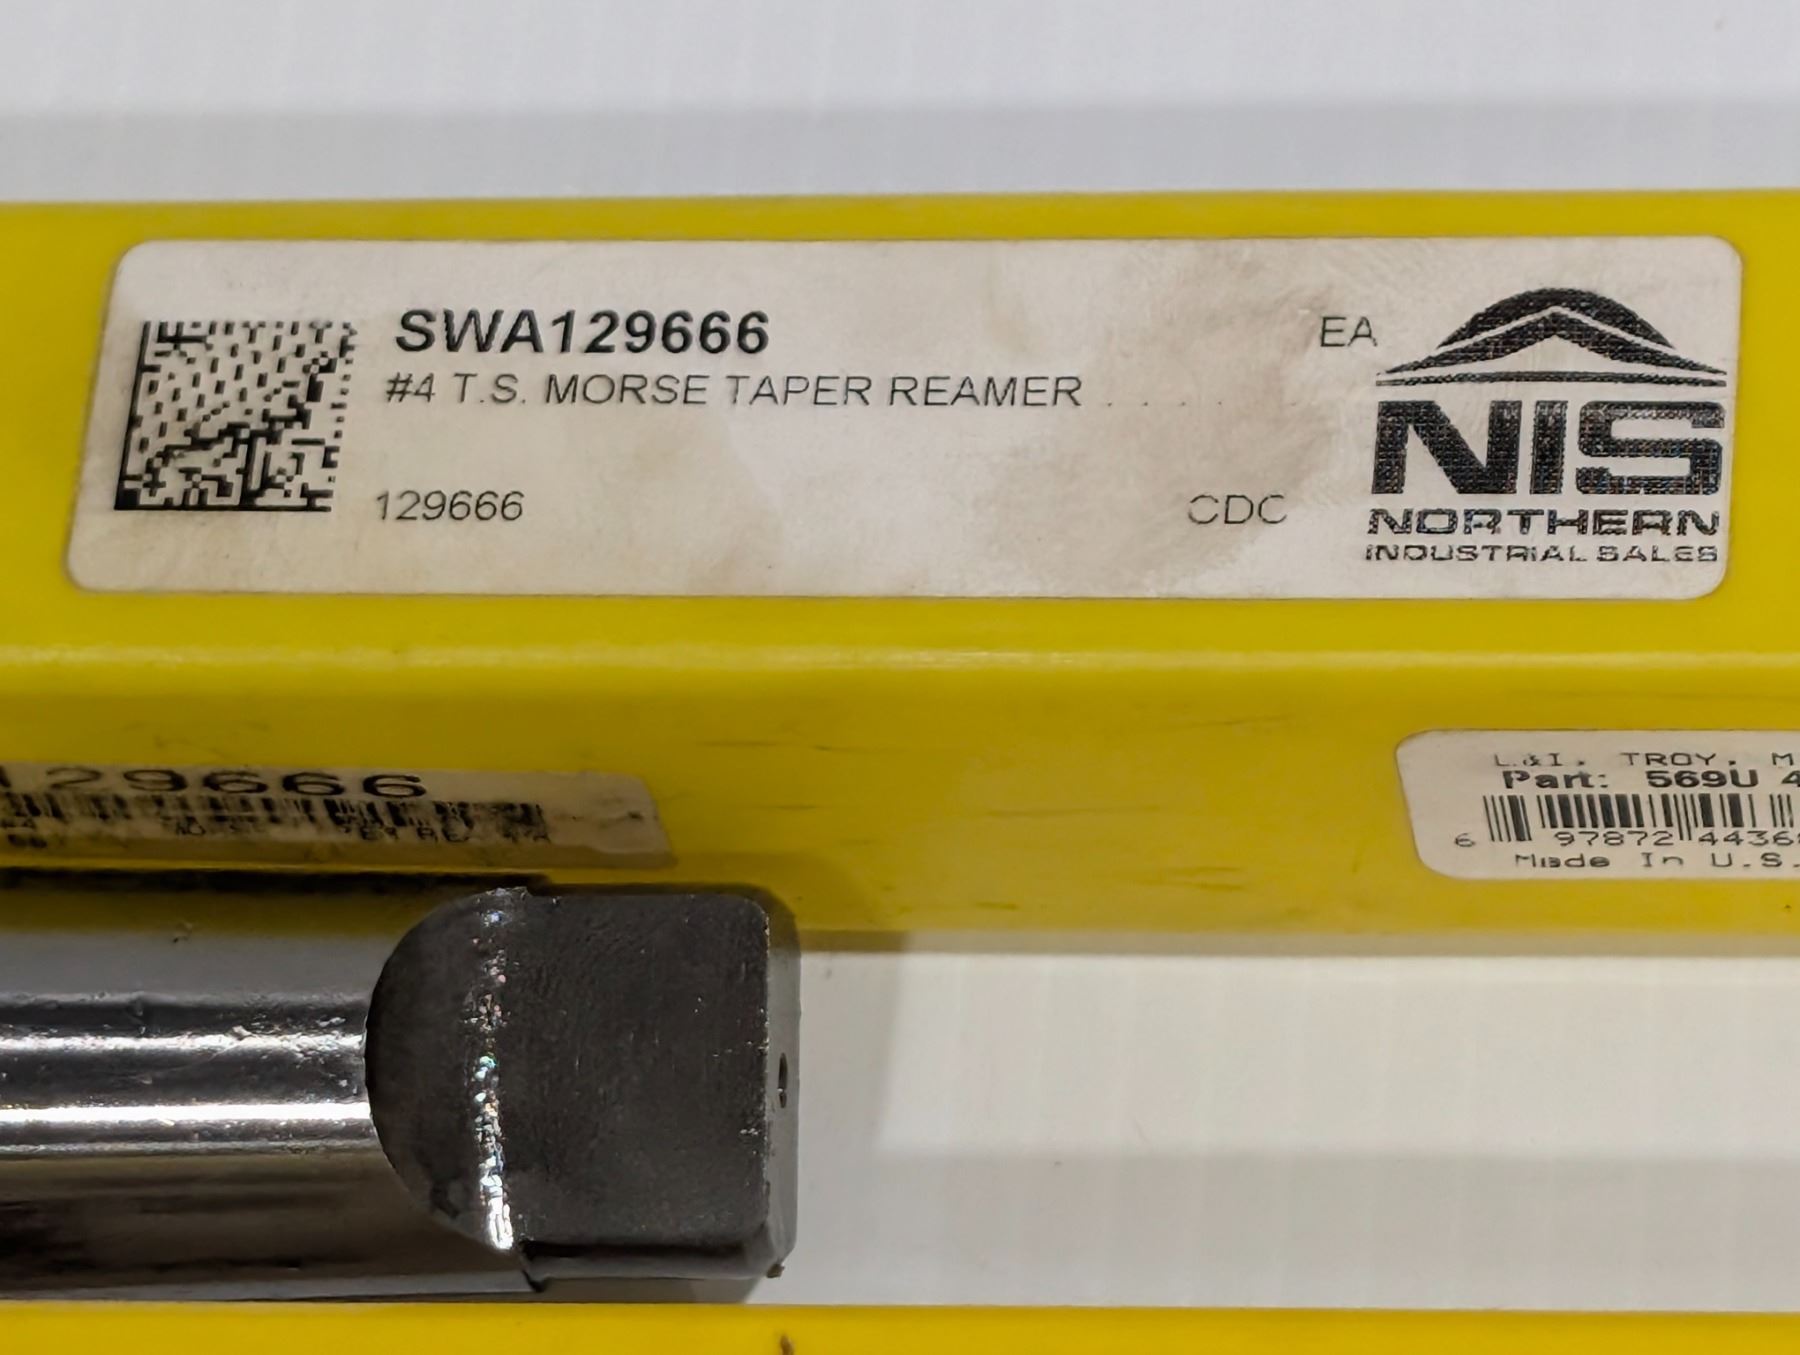 SWA129666
EA
#4 T.S. MORSE TAPER REAMER . . . .
129666
CDC
NIS
NORTHERN
INDUSTRIAL SALES
129666
L&I. TROY. M
Part: 569U 4
6 97872 4436
Made In U.S.